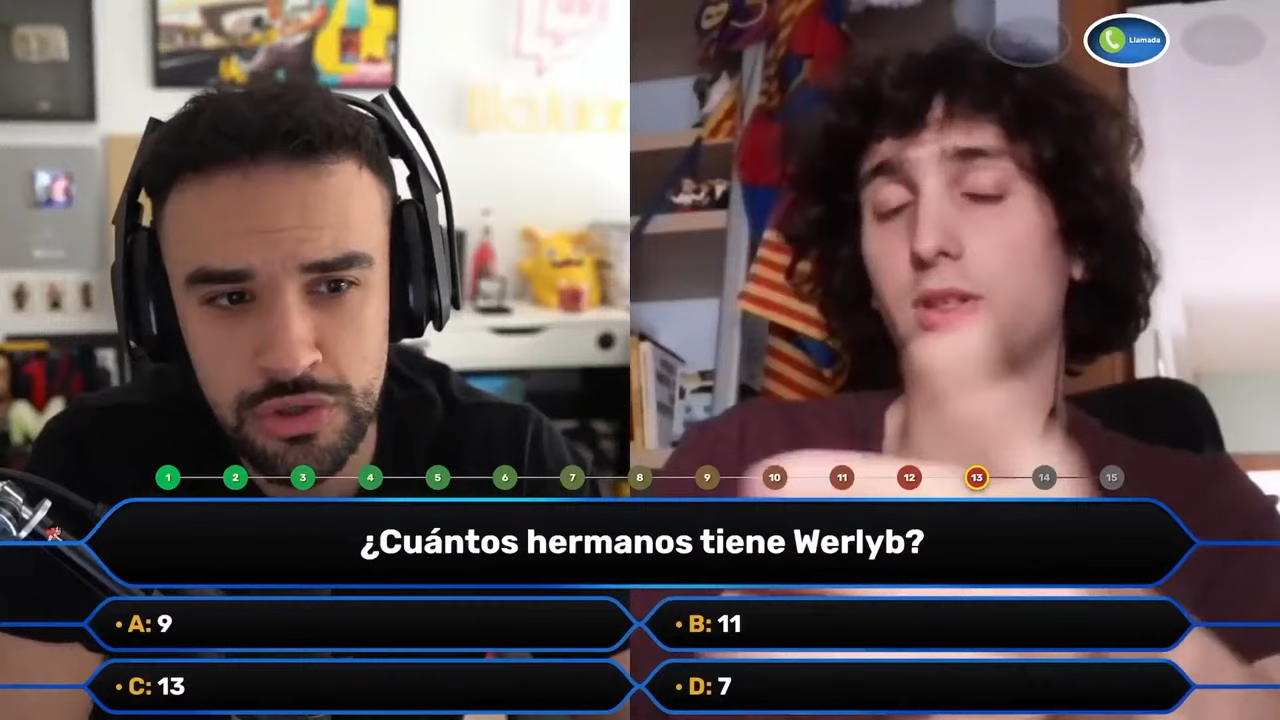 Llamada
1 2 3 4 5 6 7 8 9 10 11 12 13 14 15
¿Cuántos hermanos tiene Werlyb?
• A: 9
• B: 11
• C: 13
• D: 7